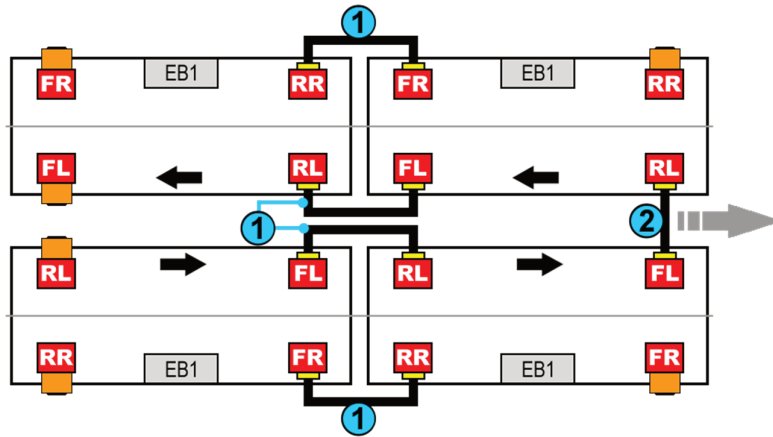 1
FR EB1 RR FR EB1 RR
FL RL FL RL
1 2
RL FL RL FL
RR EB1 FR RR EB1 FR
1